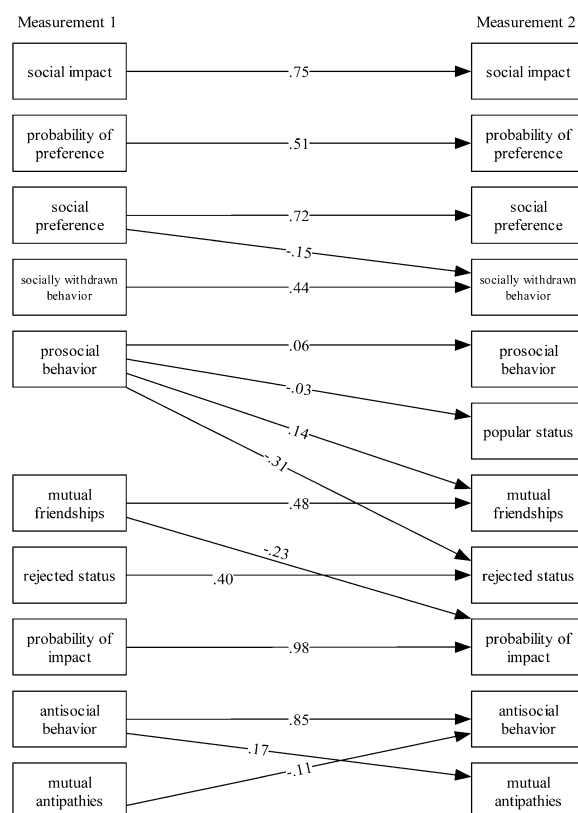 Measurement 1 Measurement 2
social impact .75 social impact
probability of .51 probability of
preference preference
social .72 social
preference preference
-.15
socially withdrawn .44 socially withdrawn
behavior behavior
prosocial .06 prosocial
behavior behavior
-.03
popular status
.14
-.31
mutual .48 mutual
friendships friendships
-.23
rejected status .40 rejected status
probability of .98 probability of
impact impact
antisocial .85 antisocial
behavior behavior
.17
-.11
mutual mutual
antipathies antipathies